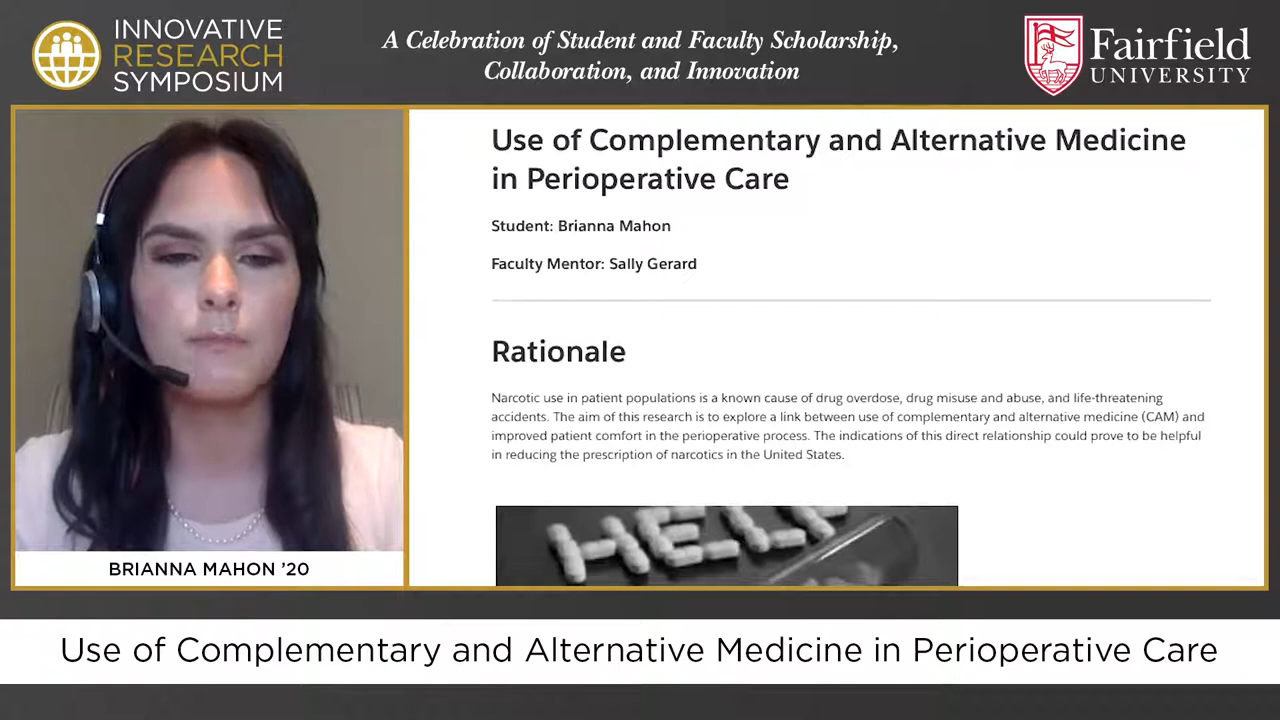 INNOVATIVE
RESEARCH
SYMPOSIUM
A Celebration of Student and Faculty Scholarship,
Collaboration, and Innovation
Fairfield
UNIVERSITY
BRIANNA MAHON ’20
Use of Complementary and Alternative Medicine
in Perioperative Care
Student: Brianna Mahon
Faculty Mentor: Sally Gerard
Rationale
Narcotic use in patient populations is a known cause of drug overdose, drug misuse and abuse, and life-threatening
accidents. The aim of this research is to explore a link between use of complementary and alternative medicine (CAM) and
improved patient comfort in the perioperative process. The indications of this direct relationship could prove to be helpful
in reducing the prescription of narcotics in the United States.
HELP
Use of Complementary and Alternative Medicine in Perioperative Care